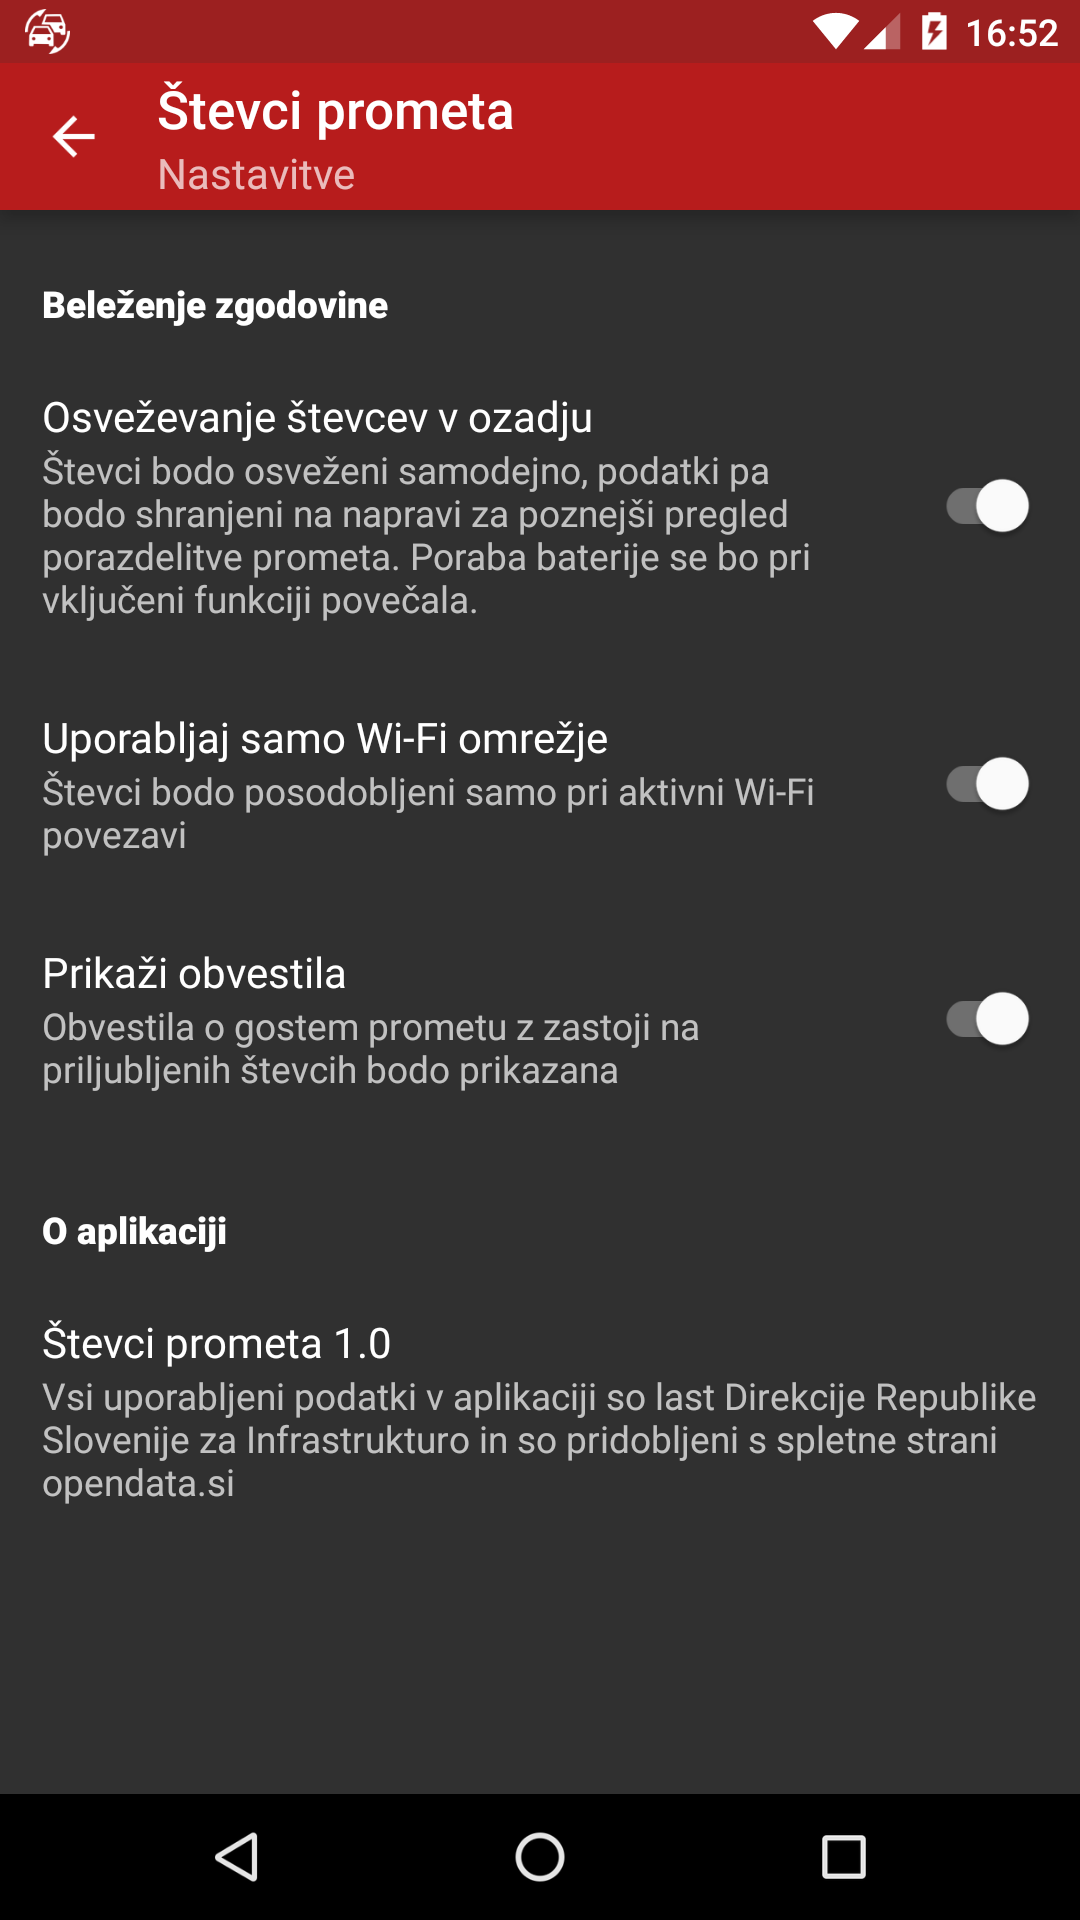 16:52
Števci prometa
Nastavitve
Beleženje zgodovine
Osveževanje števcev v ozadju
Števci bodo osveženi samodejno, podatki pa
bodo shranjeni na napravi za poznejši pregled
porazdelitve prometa. Poraba baterije se bo pri
vključeni funkciji povečala.
Uporabljaj samo Wi-Fi omrežje
Števci bodo posodobljeni samo pri aktivni Wi-Fi
povezavi
Prikaži obvestila
Obvestila o gostem prometu z zastoji na
priljubljenih števcih bodo prikazana
O aplikaciji
Števci prometa 1.0
Vsi uporabljeni podatki v aplikaciji so last Direkcije Republike
Slovenije za Infrastrukturo in so pridobljeni s spletne strani
opendata.si